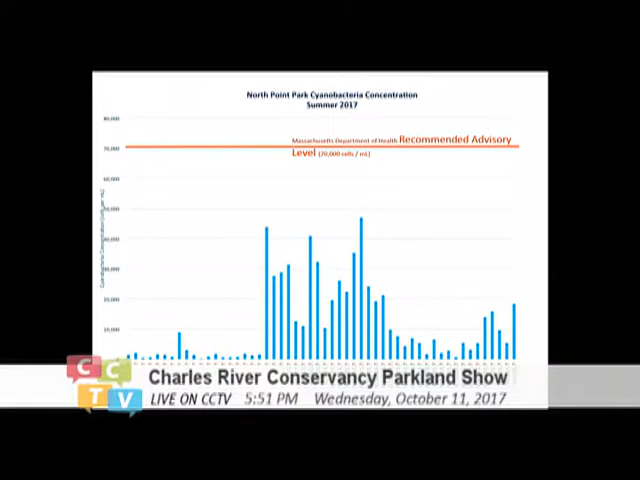 North Point Park Cyanobacteria Concentration
Summer 2017
80,000
Massachusetts Department of Health Recommended Advisory
70,000
Level (70,000 cells / mL)
60,000
50,000
40,000
30,000
20,000
10,000
C C
T V
Charles River Conservancy Parkland Show
LIVE ON CCTV 5:51 PM Wednesday, October 11, 2017